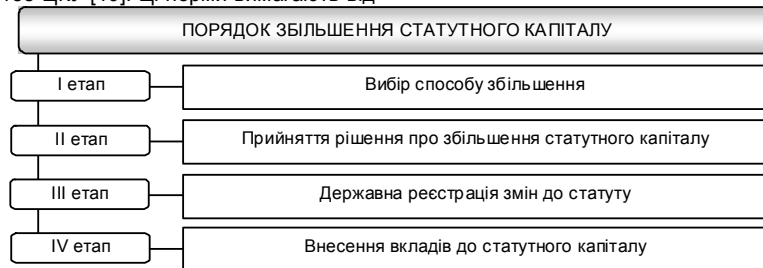 ПОРЯДОК ЗБІЛЬШЕННЯ СТАТУТНОГО КАПІТАЛУ
І етап
Вибір способу збільшення
ІІ етап
Прийняття рішення про збільшення статутного капіталу
ІІІ етап
Державна реєстрація змін до статуту
IV етап
Внесення вкладів до статутного капіталу